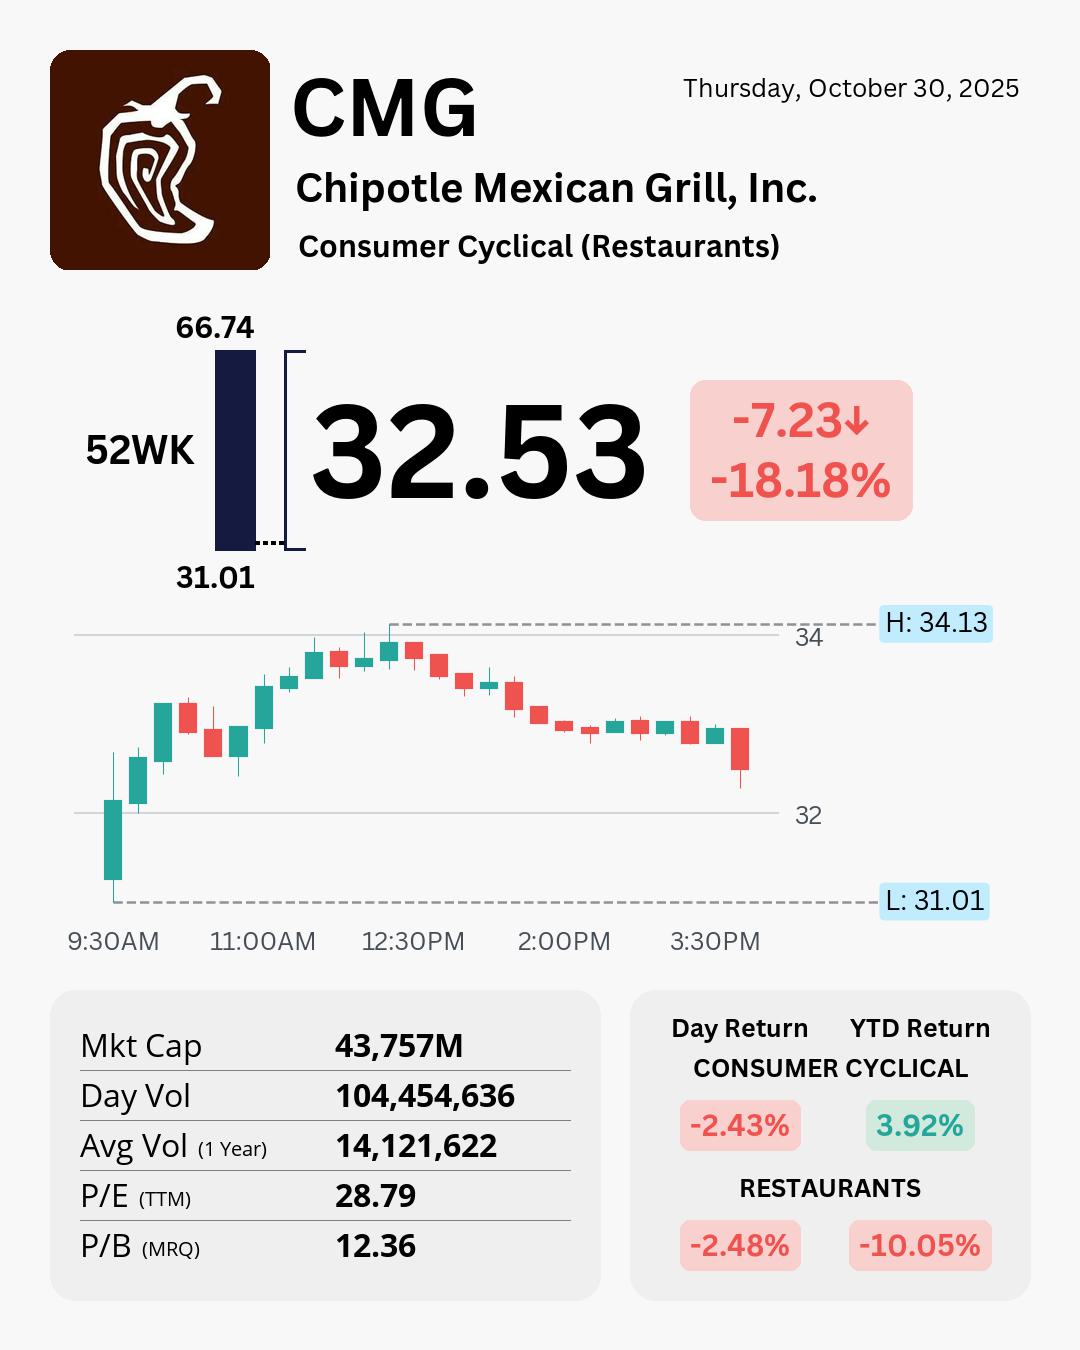 CMG
Thursday, October 30, 2025
Chipotle Mexican Grill, Inc.
Consumer Cyclical (Restaurants)
66.74
52WK
31.01
32.53
-7.23↓
-18.18%
H: 34.13
34
32
L: 31.01
9:30AM 11:00AM 12:30PM 2:00PM 3:30PM
Mkt Cap 43,757M
Day Vol 104,454,636
Avg Vol (1 Year) 14,121,622
P/E (TTM) 28.79
P/B (MRQ) 12.36
Day Return YTD Return
CONSUMER CYCLICAL
-2.43% 3.92%
RESTAURANTS
-2.48% -10.05%